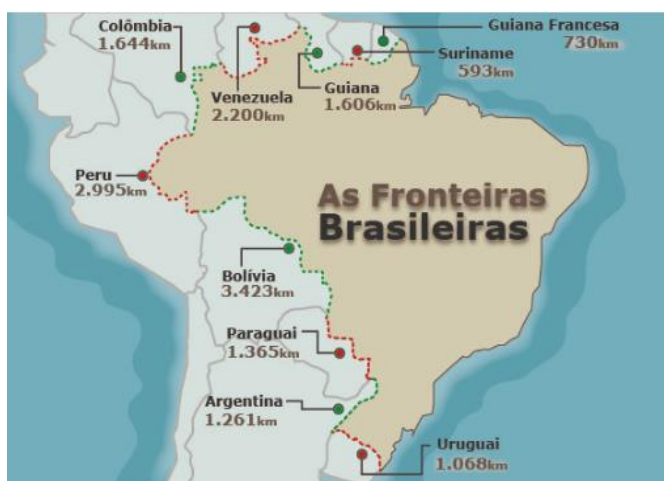 Colômbia
1.644km
Venezuela
2.200km
Guiana
1.606km
Guiana Francesa
730km
Suriname
593km
Peru
2.995km
As Fronteiras
Brasileiras
Bolívia
3.423km
Paraguai
1.365km
Argentina
1.261km
Uruguai
1.068km